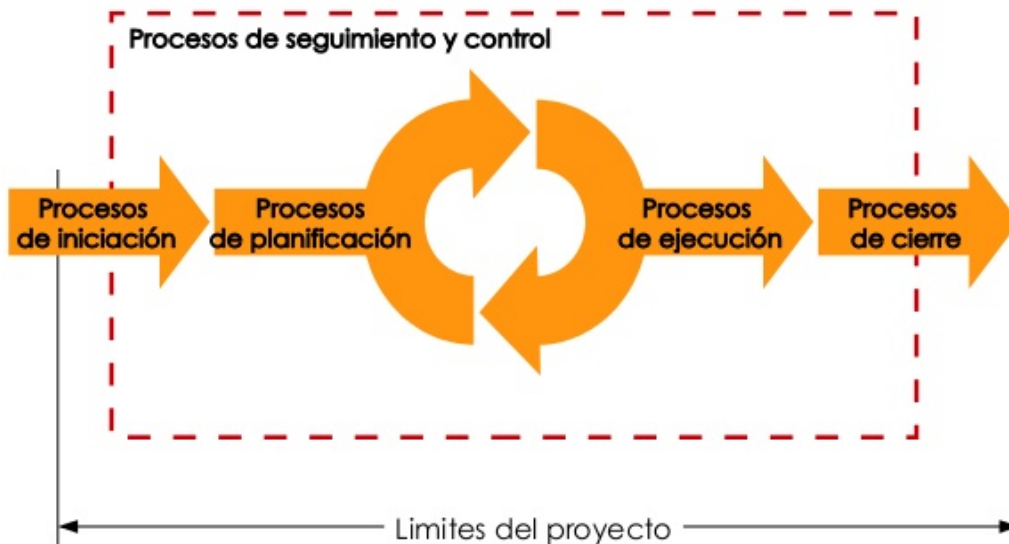 Procesos de seguimiento y control
Procesos
de iniciación
Procesos
de planificación
Procesos
de ejecución
Procesos
de cierre
Limites del proyecto